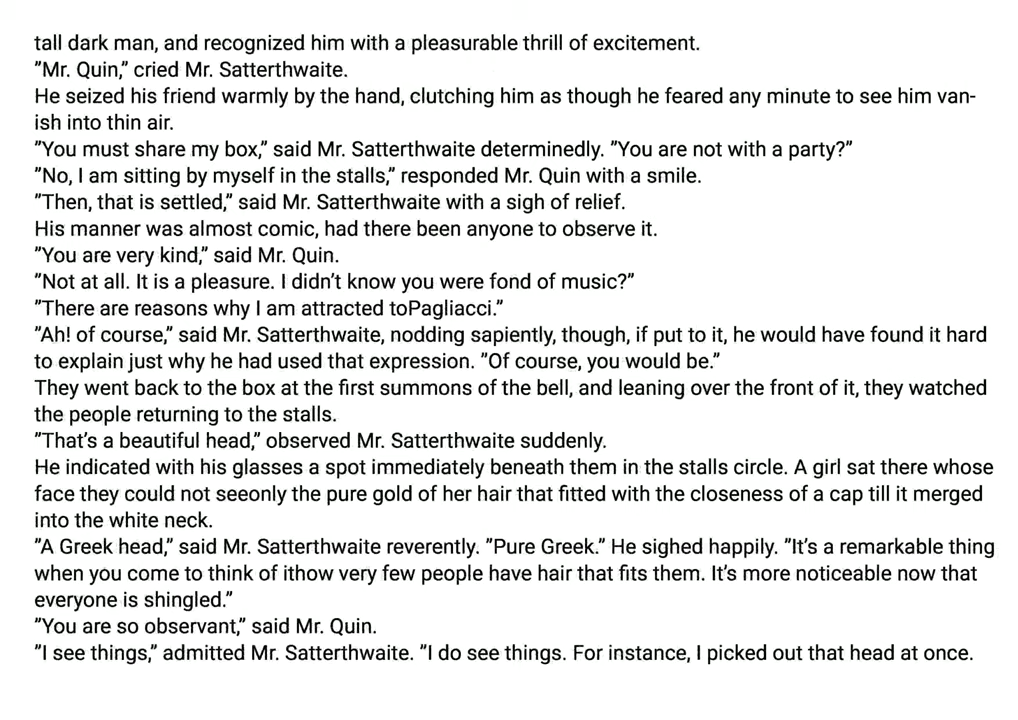 tall dark man, and recognized him with a pleasurable thrill of excitement.
”Mr. Quin,” cried Mr. Satterthwaite.
He seized his friend warmly by the hand, clutching him as though he feared any minute to see him van-
ish into thin air.
”You must share my box,” said Mr. Satterthwaite determinedly. ”You are not with a party?”
”No, I am sitting by myself in the stalls,” responded Mr. Quin with a smile.
”Then, that is settled,” said Mr. Satterthwaite with a sigh of relief.
His manner was almost comic, had there been anyone to observe it.
”You are very kind,” said Mr. Quin.
”Not at all. It is a pleasure. I didn’t know you were fond of music?”
”There are reasons why I am attracted toPagliacci.”
”Ah! of course,” said Mr. Satterthwaite, nodding sapiently, though, if put to it, he would have found it hard
to explain just why he had used that expression. ”Of course, you would be.”
They went back to the box at the first summons of the bell, and leaning over the front of it, they watched
the people returning to the stalls.
”That’s a beautiful head,” observed Mr. Satterthwaite suddenly.
He indicated with his glasses a spot immediately beneath them in the stalls circle. A girl sat there whose
face they could not seeonly the pure gold of her hair that fitted with the closeness of a cap till it merged
into the white neck.
”A Greek head,” said Mr. Satterthwaite reverently. ”Pure Greek.” He sighed happily. ”It’s a remarkable thing
when you come to think of ithow very few people have hair that fits them. It’s more noticeable now that
everyone is shingled.”
”You are so observant,” said Mr. Quin.
”I see things,” admitted Mr. Satterthwaite. ”I do see things. For instance, I picked out that head at once.